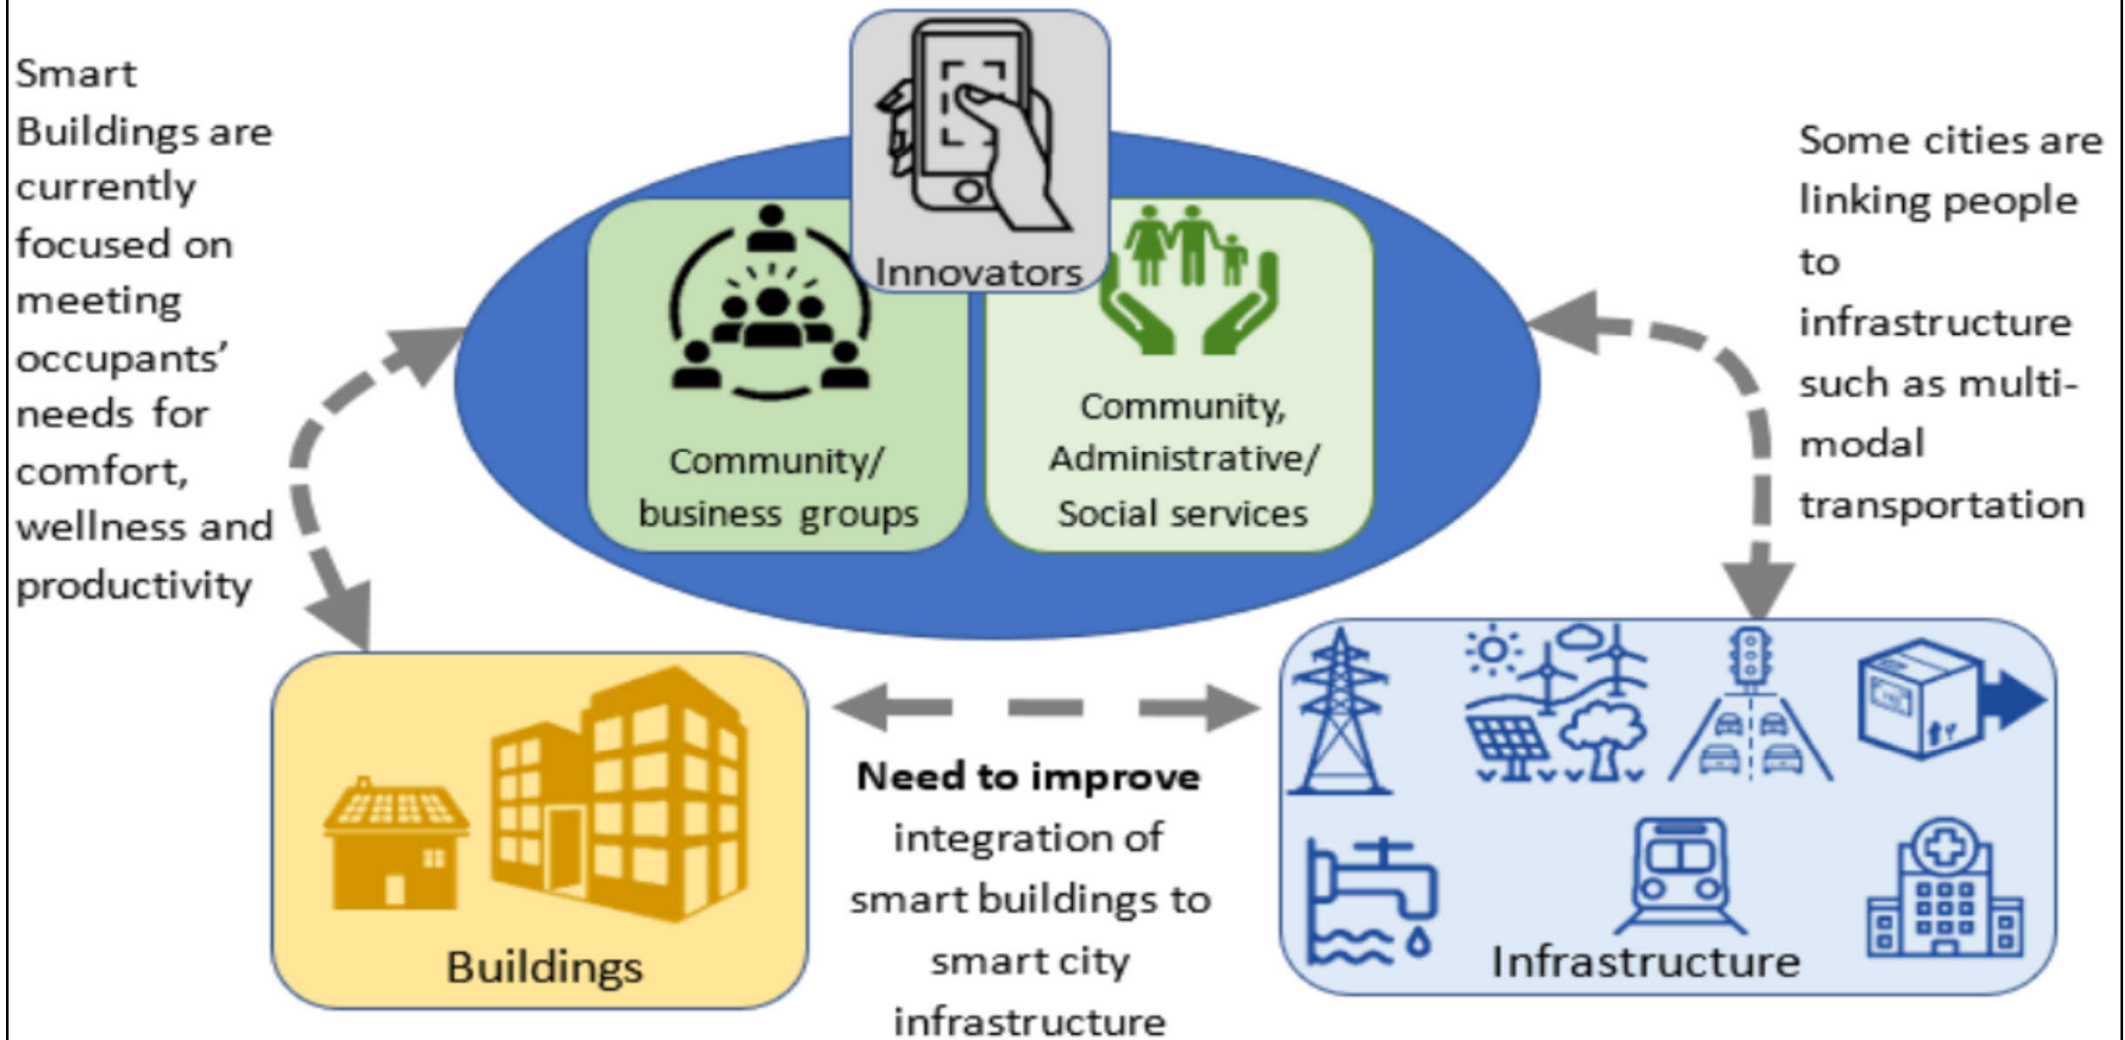 Smart
Buildings are
currently
focused on
meeting
occupants’
needs for
comfort,
wellness and
productivity
Innovators
Community/
business groups
Community,
Administrative/
Social services
Some cities are
linking people
to
infrastructure
such as multi-
modal
transportation
Buildings
Need to improve
integration of
smart buildings to
smart city
infrastructure
Infrastructure